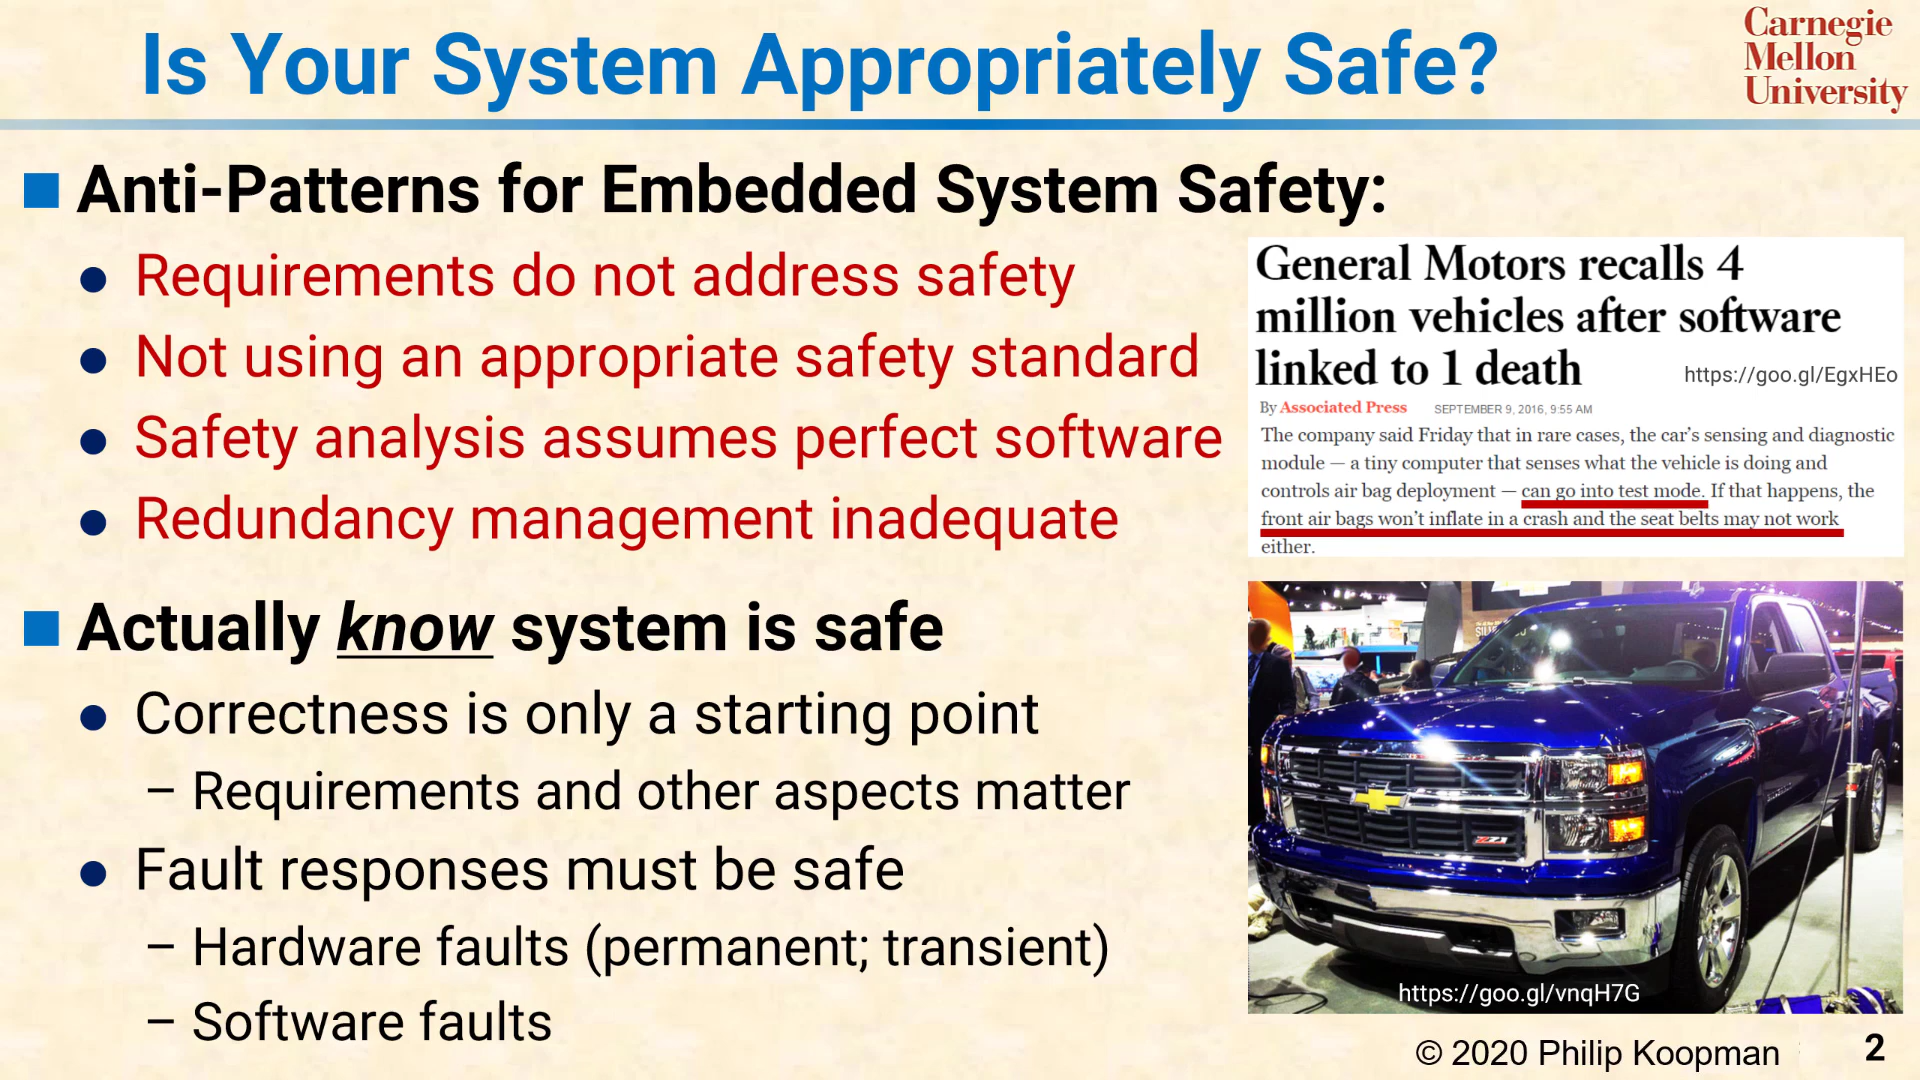 Is Your System Appropriately Safe?
Carnegie
Mellon
University
Anti-Patterns for Embedded System Safety:
Requirements do not address safety
Not using an appropriate safety standard
Safety analysis assumes perfect software
Redundancy management inadequate
General Motors recalls 4
million vehicles after software
linked to 1 death
https://goo.gl/EgxHEo
By Associated Press SEPTEMBER 9, 2016, 9:55 AM
The company said Friday that in rare cases, the car's sensing and diagnostic
module — a tiny computer that senses what the vehicle is doing and
controls air bag deployment — can go into test mode. If that happens, the
front air bags won't inflate in a crash and the seat belts may not work
either.
Actually know system is safe
Correctness is only a starting point
– Requirements and other aspects matter
Fault responses must be safe
– Hardware faults (permanent; transient)
– Software faults
Z71
https://goo.gl/vnqH7G
© 2020 Philip Koopman
2